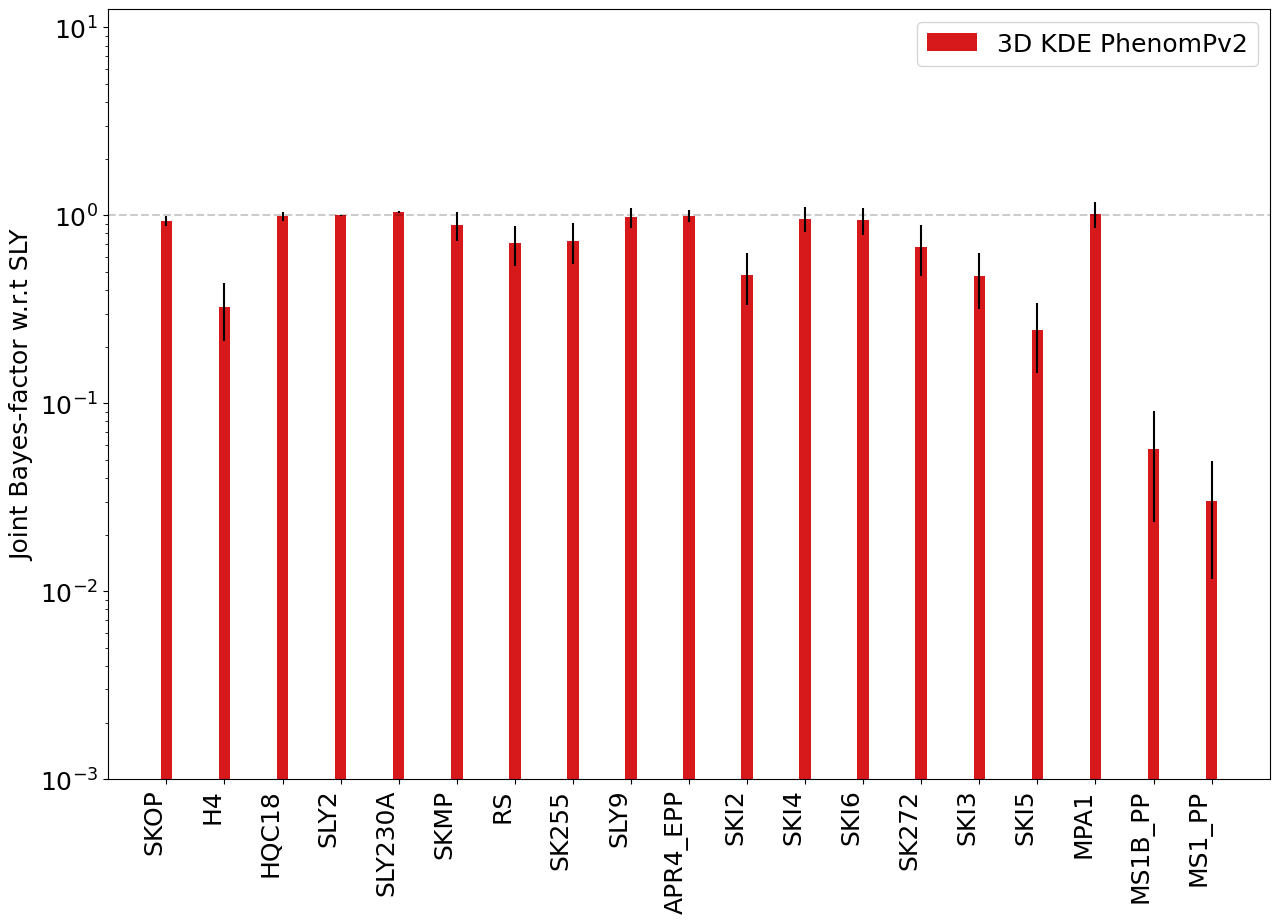 3D KDE PhenomPv2
Joint Bayes-factor w.r.t SLY
10^1
10^0
10^-1
10^-2
10^-3
SKOP
H4
HQC18
SLY2
SLY230A
SKMP
RS
SK255
SLY9
APR4_EPP
SKI2
SKI4
SKI6
SK272
SKI3
SKI5
MPA1
MS1B_PP
MS1_PP